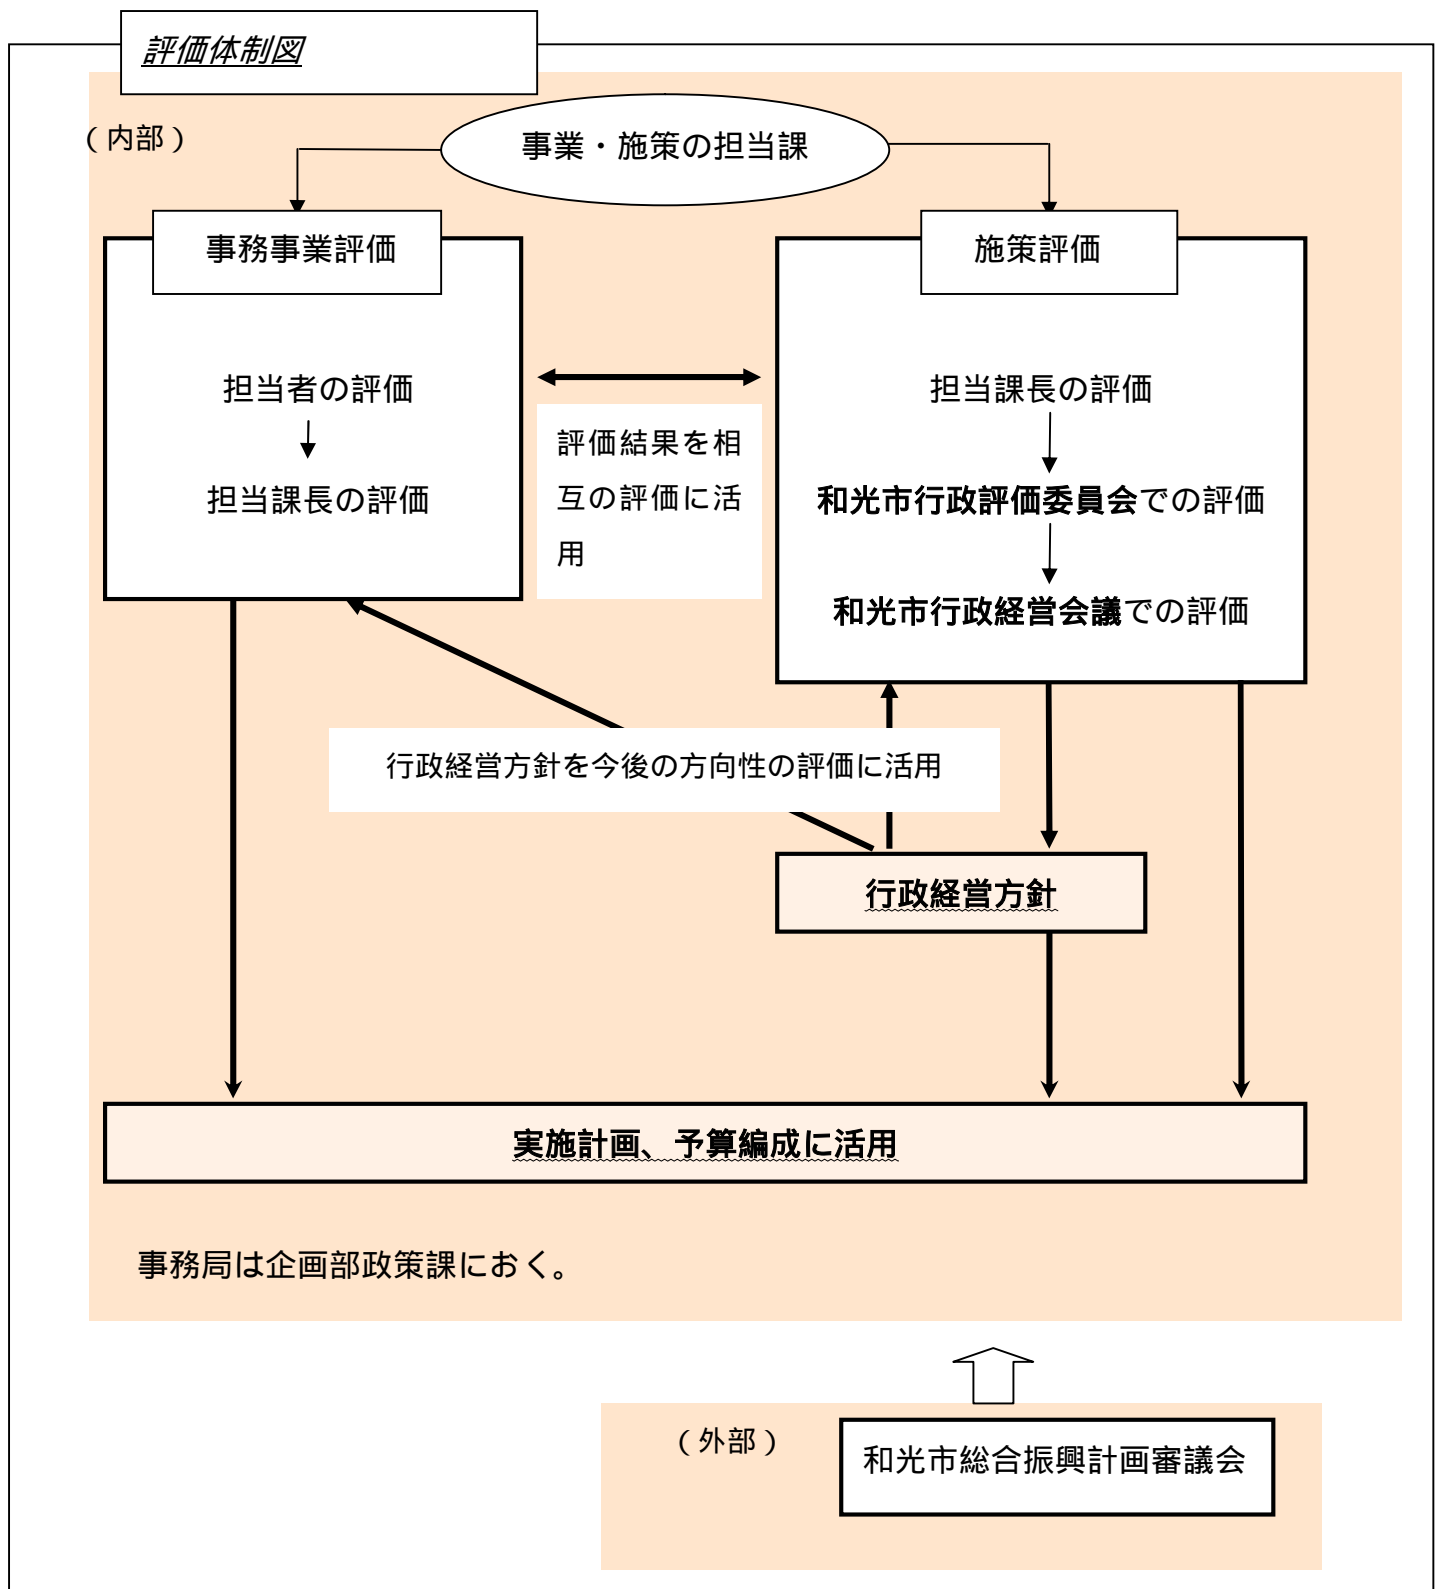 評価体制図
（内部）
事業・施策の担当課
事務事業評価
施策評価
担当者の評価
担当課長の評価
評価結果を相
互の評価に活
用
担当課長の評価
和光市行政評価委員会での評価
和光市行政経営会議での評価
行政経営方針を今後の方向性の評価に活用
行政経営方針
実施計画、予算編成に活用
事務局は企画部政策課におく。
（外部）
和光市総合振興計画審議会